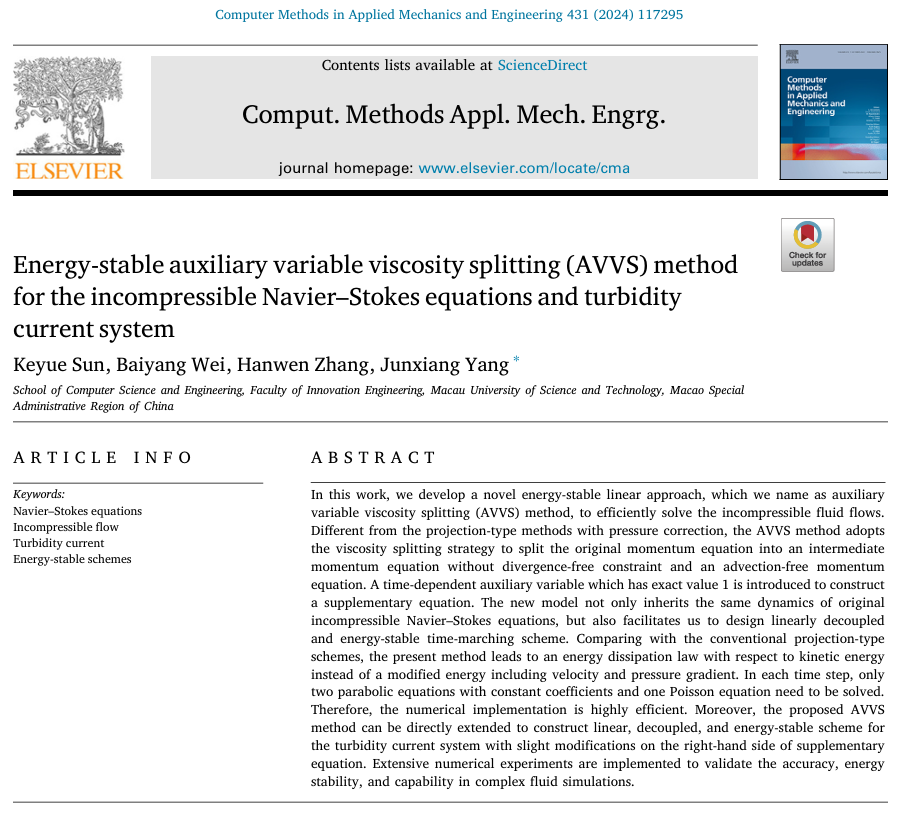 Computer Methods in Applied Mechanics and Engineering 431 (2024) 117295
Contents lists available at ScienceDirect
Comput. Methods Appl. Mech. Engrg.
journal homepage: www.elsevier.com/locate/cma
ELSEVIER
Computer
Methods
in Applied
Mechanics and
Engineering
Check for
updates
Energy-stable auxiliary variable viscosity splitting (AVVS) method
for the incompressible Navier–Stokes equations and turbidity
current system
Keyue Sun, Baiyang Wei, Hanwen Zhang, Junxiang Yang *
School of Computer Science and Engineering, Faculty of Innovation Engineering, Macau University of Science and Technology, Macao Special
Administrative Region of China
ARTICLE INFO
Keywords:
Navier–Stokes equations
Incompressible flow
Turbidity current
Energy-stable schemes
ABSTRACT
In this work, we develop a novel energy-stable linear approach, which we name as auxiliary
variable viscosity splitting (AVVS) method, to efficiently solve the incompressible fluid flows.
Different from the projection-type methods with pressure correction, the AVVS method adopts
the viscosity splitting strategy to split the original momentum equation into an intermediate
momentum equation without divergence-free constraint and an advection-free momentum
equation. A time-dependent auxiliary variable which has exact value 1 is introduced to construct
a supplementary equation. The new model not only inherits the same dynamics of original
incompressible Navier–Stokes equations, but also facilitates us to design linearly decoupled
and energy-stable time-marching scheme. Comparing with the conventional projection-type
schemes, the present method leads to an energy dissipation law with respect to kinetic energy
instead of a modified energy including velocity and pressure gradient. In each time step, only
two parabolic equations with constant coefficients and one Poisson equation need to be solved.
Therefore, the numerical implementation is highly efficient. Moreover, the proposed AVVS
method can be directly extended to construct linear, decoupled, and energy-stable scheme for
the turbidity current system with slight modifications on the right-hand side of supplementary
equation. Extensive numerical experiments are implemented to validate the accuracy, energy
stability, and capability in complex fluid simulations.